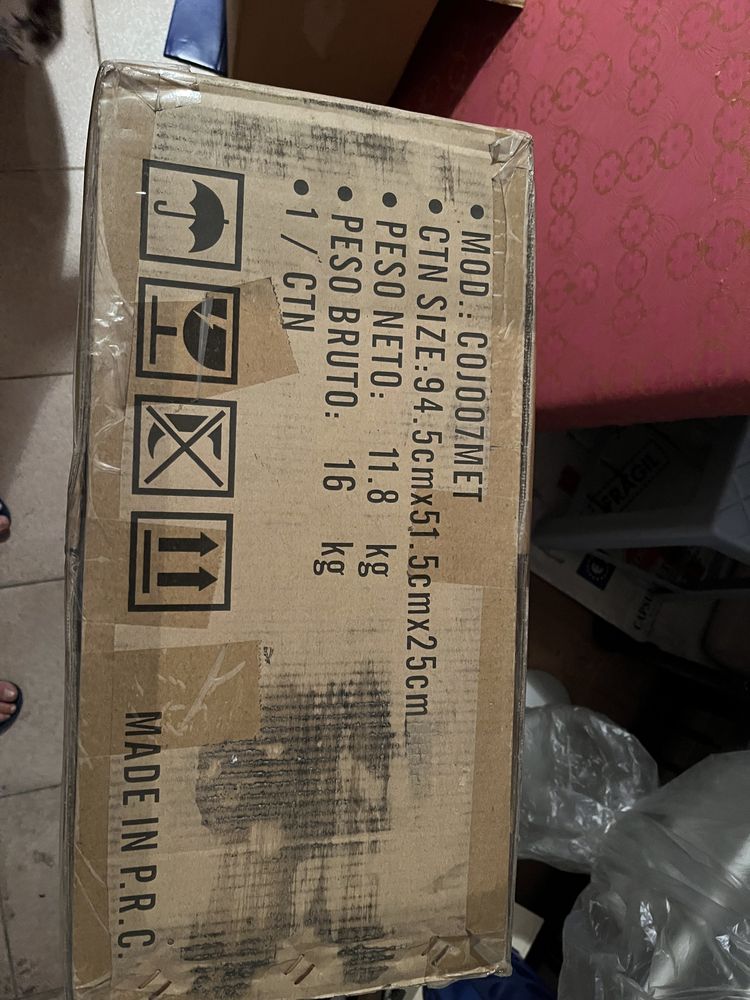 • MOD.: COJ007MET
• CTN SIZE:94.5cmx51.5cmx25cm
• PESO NETO: 11.8 kg
• PESO BRUTO: 16 kg
• 1 / CTN
MADE IN P.R.C.
FRÁGIL